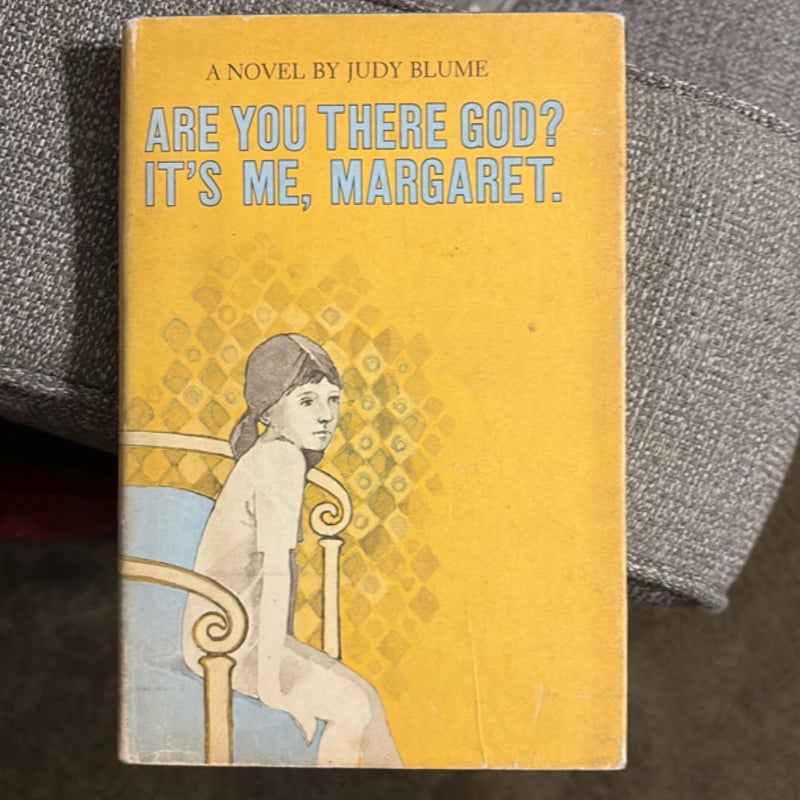 A NOVEL BY JUDY BLUME
ARE YOU THERE GOD?
IT'S ME, MARGARET.